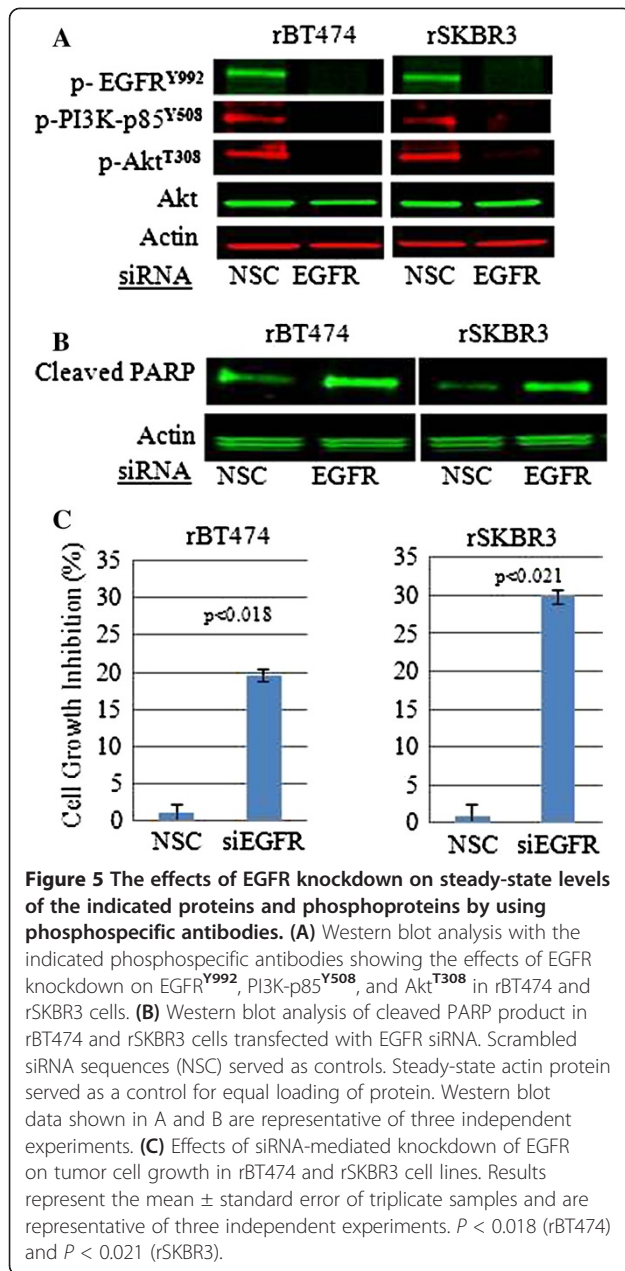 A
rBT474 rSKBR3
p- EGFRY992
p-PI3K-p85Y508
p-AktT308
Akt
Actin
siRNA NSC EGFR NSC EGFR
B
rBT474 rSKBR3
Cleaved PARP
Actin
siRNA NSC EGFR NSC EGFR
C
rBT474
Cell Growth Inhibition (%)
35
30
25
20
15
10
5
0
p<0.018
NSC siEGFR
rSKBR3
35
30
25
20
15
10
5
0
p<0.021
NSC siEGFR
Figure 5 The effects of EGFR knockdown on steady-state levels
of the indicated proteins and phosphoproteins by using
phosphospecific antibodies. (A) Western blot analysis with the
indicated phosphospecific antibodies showing the effects of EGFR
knockdown on EGFRY992, PI3K-p85Y508, and AktT308 in rBT474 and
rSKBR3 cells. (B) Western blot analysis of cleaved PARP product in
rBT474 and rSKBR3 cells transfected with EGFR siRNA. Scrambled
siRNA sequences (NSC) served as controls. Steady-state actin protein
served as a control for equal loading of protein. Western blot
data shown in A and B are representative of three independent
experiments. (C) Effects of siRNA-mediated knockdown of EGFR
on tumor cell growth in rBT474 and rSKBR3 cell lines. Results
represent the mean ± standard error of triplicate samples and are
representative of three independent experiments. P < 0.018 (rBT474)
and P < 0.021 (rSKBR3).